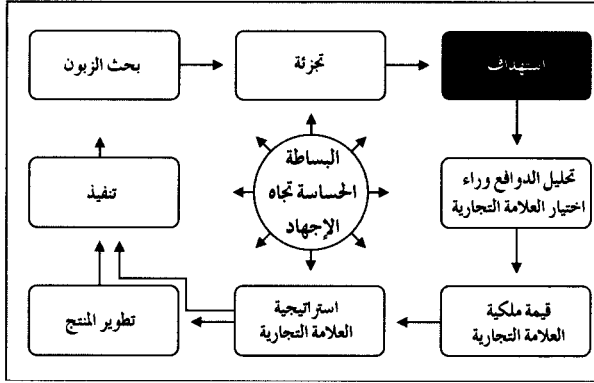 بحث الزبون
تجزئة
استهداف
البساطة
الحساسة تجاه
الإجهاد
تنفيذ
تحليل الدوافع وراء
اختيار العلامة التجارية
تطوير المنتج
استراتيجية
العلامة التجارية
قيمة ملكية
العلامة التجارية